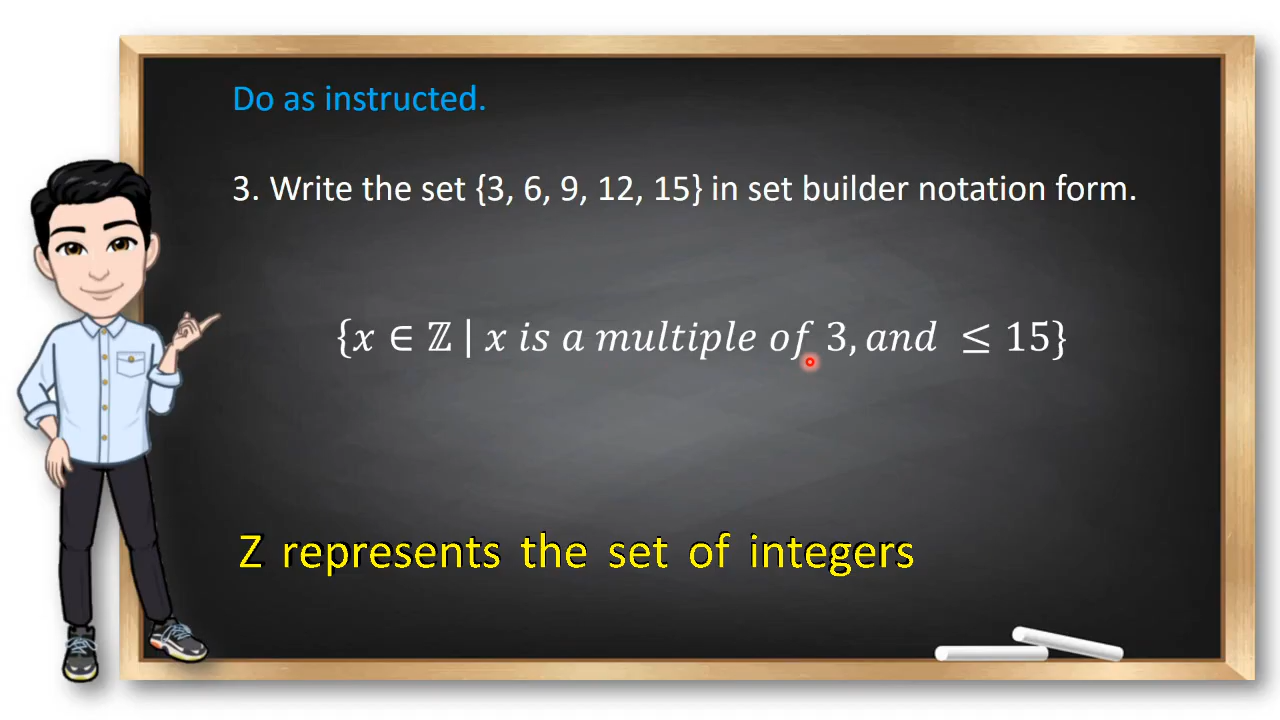 Do as instructed.
3. Write the set {3, 6, 9, 12, 15} in set builder notation form.
{x ∈ ℤ | x is a multiple of 3, and ≤ 15}
Z represents the set of integers